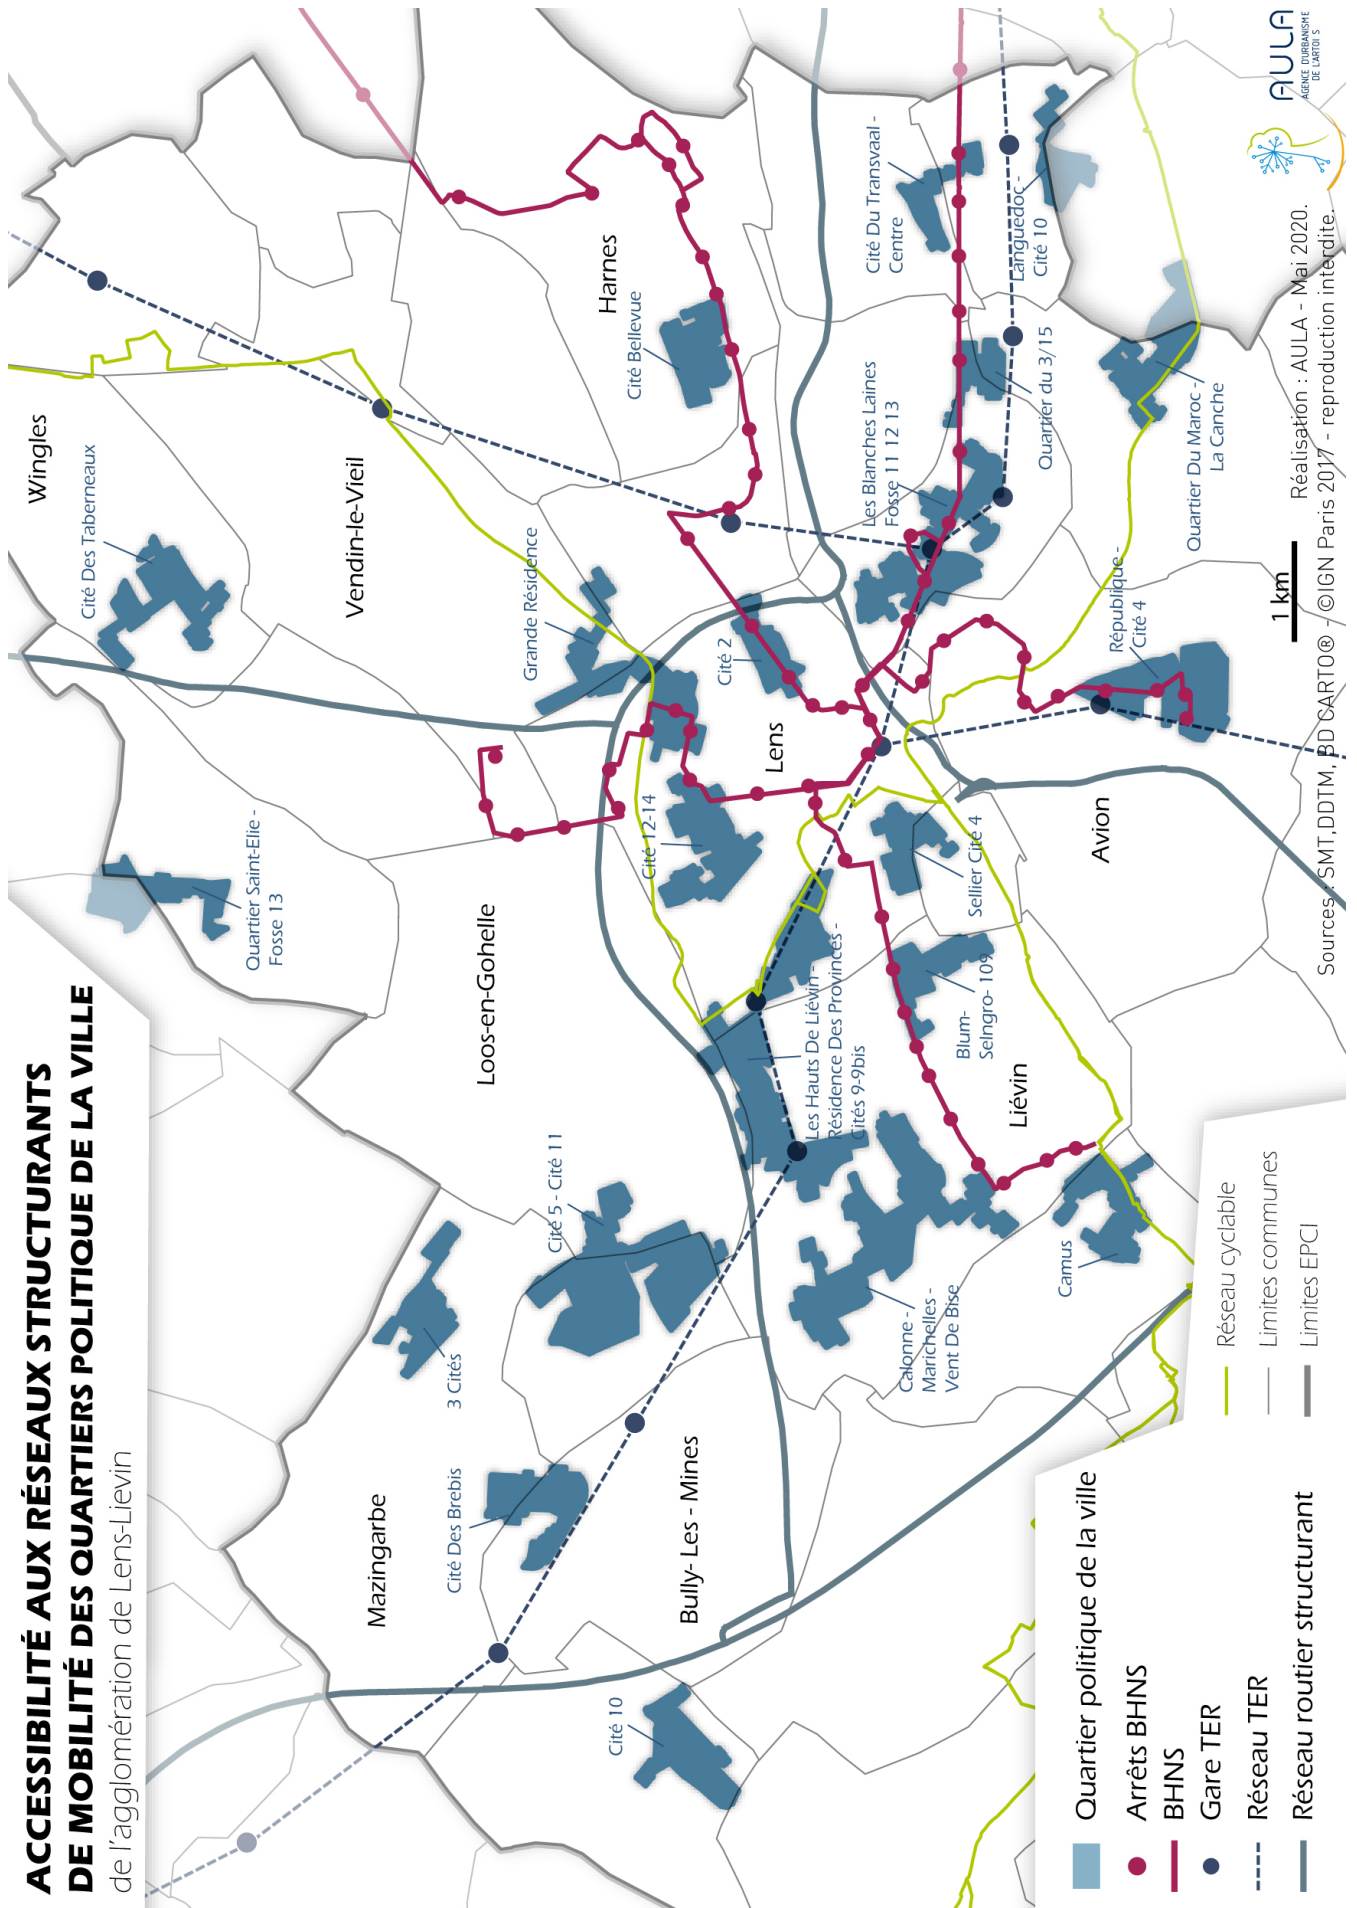 ACCESSIBILITÉ AUX RÉSEAUX STRUCTURANTS
DE MOBILITÉ DES QUARTIERS POLITIQUE DE LA VILLE
de l'agglomération de Lens-Lievin
Wingles
Cité Des Taberneaux
Vendin-le-Vieil
Quartier Saint-Elie -
Fosse 13
Loos-en-Gohelle
Grande Résidence
Harnes
Cité Bellevue
Cité 12-14
Cité 2
Lens
Cité Du Transvaal -
Centre
Les Blanches Laines
Fosse 11 12 13
Languedoc -
Cité 10
Quartier du 3/15
Quartier Du Maroc -
La Canche
République -
Cité 4
Avion
Sellier Cité 4
Blum-
Selngro- 109
Les Hauts De Liévin -
Résidence Des Provinces -
Cités 9-9bis
Liévin
Cité 5 - Cité 11
3 Cités
Mazingarbe
Cité Des Brebis
Bully- Les - Mines
Cité 10
Calonne -
Marichelles -
Vent De Bise
Camus
Quartier politique de la ville
Arrêts BHNS
BHNS
Gare TER
Réseau TER
Réseau routier structurant
Réseau cyclable
Limites communes
Limites EPCI
1 km
Réalisation : AULA - Mai 2020.
Sources : SMT, DDTM, BD CARTO® - ©IGN Paris 2017 - reproduction interdite.
AULA
AGENCE D'URBANISME
DE L'ARTOIS